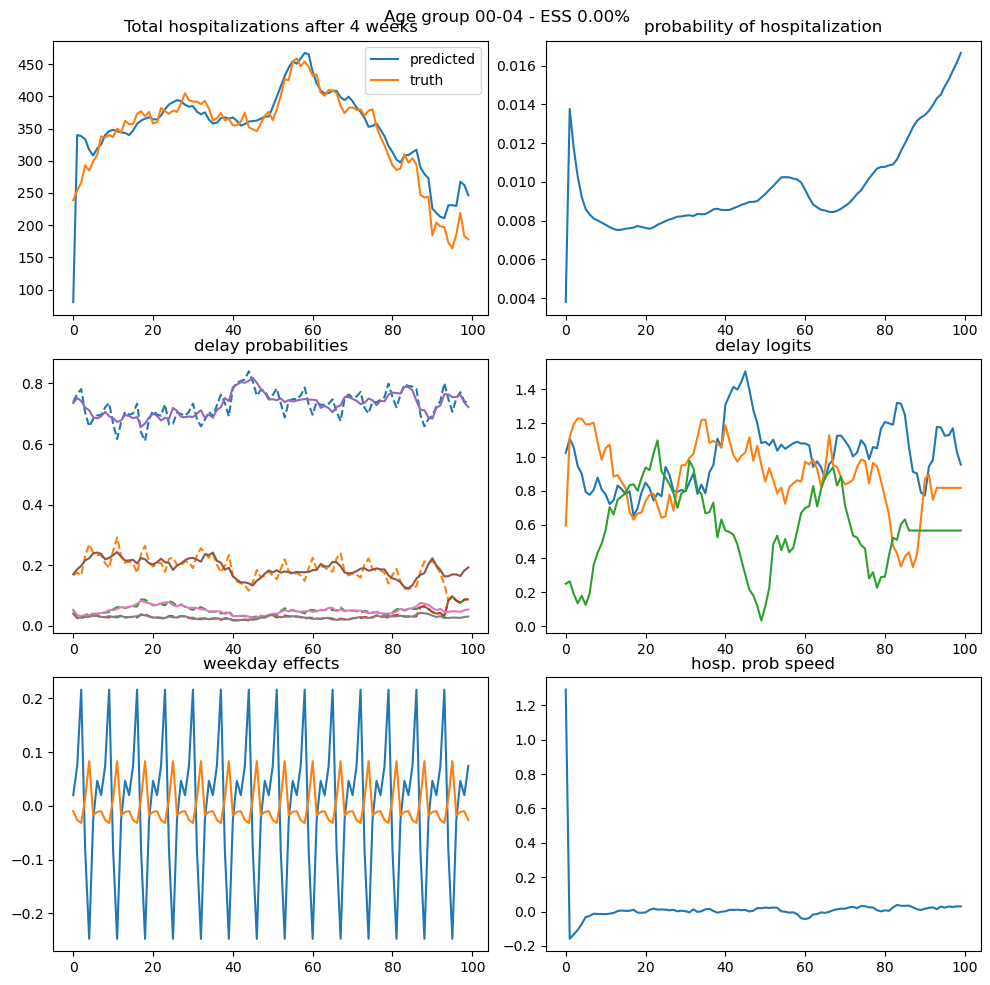 Age group 00-04 - ESS 0.00%
Total hospitalizations after 4 weeks
probability of hospitalization
predicted
truth
450
400
350
300
250
200
150
100
0 20 40 60 80 100
0.016
0.014
0.012
0.010
0.008
0.006
0.004
0 20 40 60 80 100
delay probabilities
delay logits
0.8
0.6
0.4
0.2
0.0
0 20 40 60 80 100
1.4
1.2
1.0
0.8
0.6
0.4
0.2
0.0
0 20 40 60 80 100
weekday effects
hosp. prob speed
0.2
0.1
0.0
−0.1
−0.2
0 20 40 60 80 100
1.2
1.0
0.8
0.6
0.4
0.2
0.0
−0.2
0 20 40 60 80 100